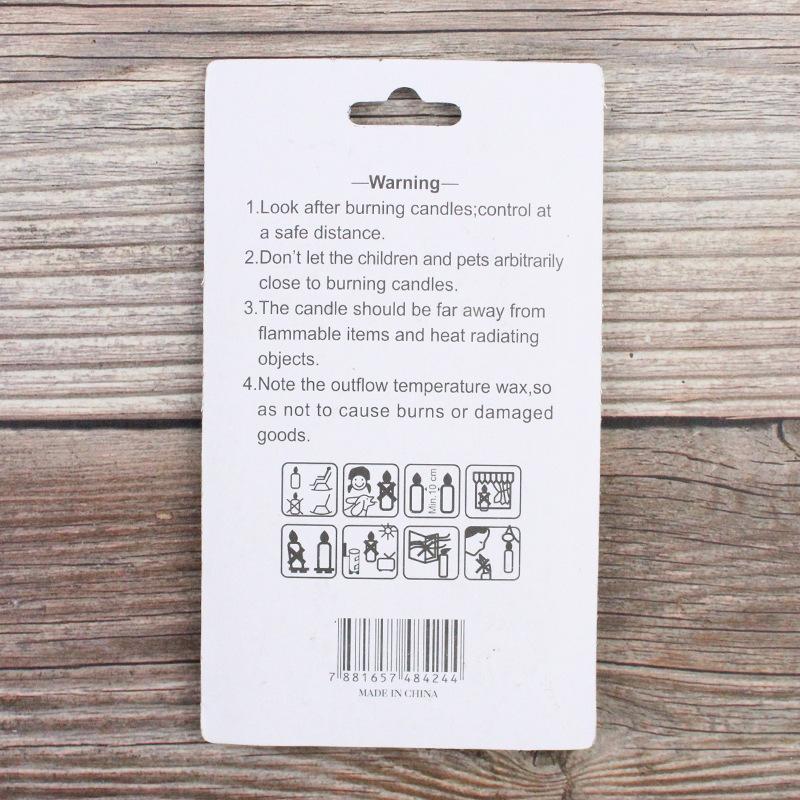 —Warning—
1.Look after burning candles;control at
a safe distance.
2.Don't let the children and pets arbitrarily
close to burning candles.
3.The candle should be far away from
flammable items and heat radiating
objects.
4.Note the outflow temperature wax,so
as not to cause burns or damaged
goods.
Min.10 cm
7 881657 484244
MADE IN CHINA